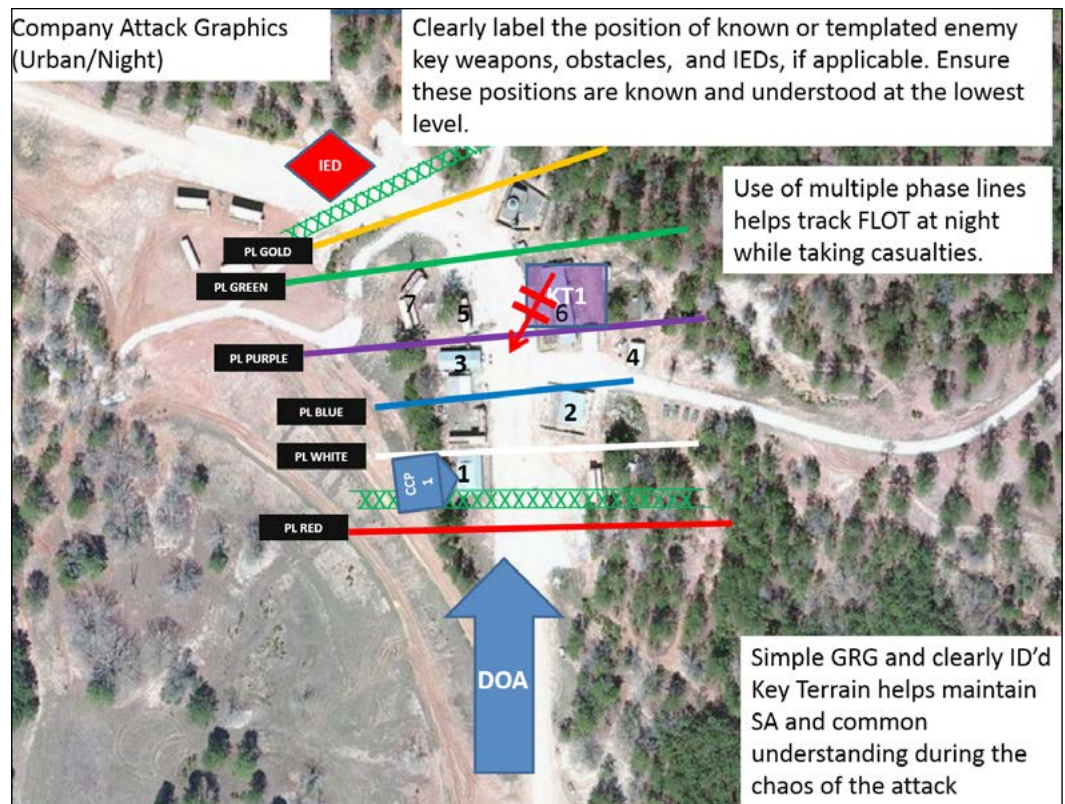 Company Attack Graphics
(Urban/Night)
Clearly label the position of known or templated enemy
key weapons, obstacles,  and IEDs, if applicable. Ensure
these positions are known and understood at the lowest
level.
IED
Use of multiple phase lines
helps track FLOT at night
while taking casualties.
PL GOLD
PL GREEN
KT1
7
5
6
PL PURPLE
3
4
PL BLUE
2
PL WHITE
CCP
1
1
PL RED
DOA
Simple GRG and clearly ID’d
Key Terrain helps maintain
SA and common
understanding during the
chaos of the attack